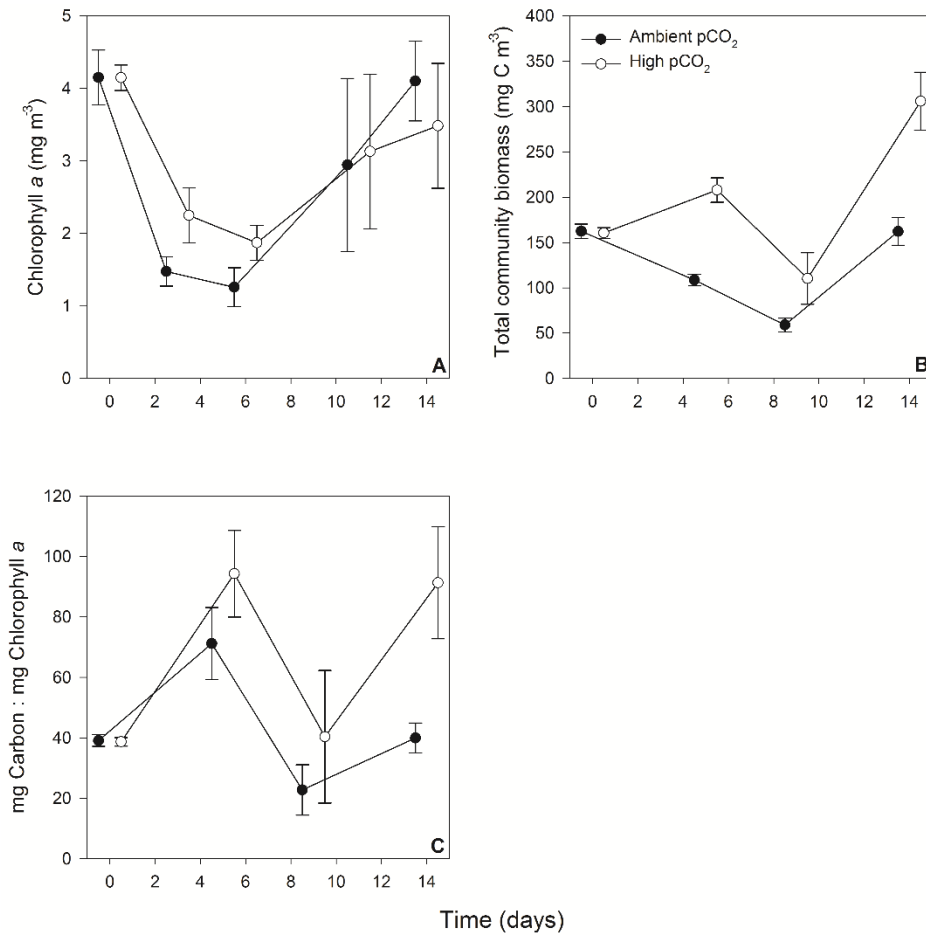 5
4
3
2
1
0
Chlorophyll a (mg m⁻³)
A
0 2 4 6 8 10 12 14
400
350
300
250
200
150
100
50
0
Total community biomass (mg C m⁻³)
Ambient pCO₂
High pCO₂
B
0 2 4 6 8 10 12 14
120
100
80
60
40
20
0
mg Carbon : mg Chlorophyll a
C
0 2 4 6 8 10 12 14
Time (days)